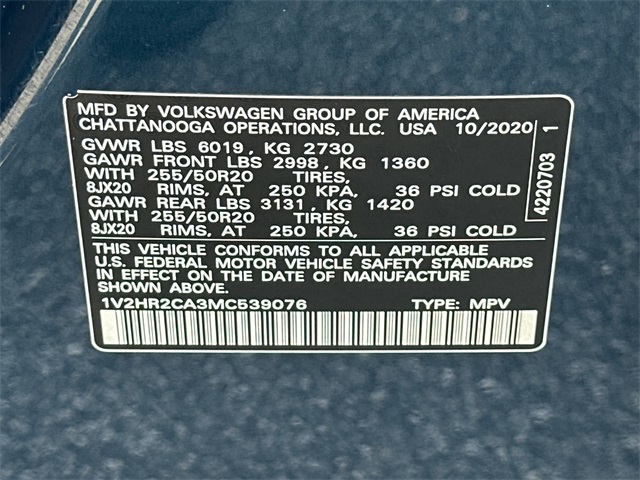 MFD BY VOLKSWAGEN GROUP OF AMERICA
CHATTANOOGA OPERATIONS, LLC. USA 10/2020
GVWR LBS 6019, KG 2730
GAWR FRONT LBS 2998, KG 1360
WITH 255/50R20 TIRES,
8JX20 RIMS, AT 250 KPA, 36 PSI COLD
GAWR REAR LBS 3131, KG 1420
WITH 255/50R20 TIRES,
8JX20 RIMS, AT 250 KPA, 36 PSI COLD
4220703 1
THIS VEHICLE CONFORMS TO ALL APPLICABLE
U.S. FEDERAL MOTOR VEHICLE SAFETY STANDARDS
IN EFFECT ON THE DATE OF MANUFACTURE
SHOWN ABOVE.
1V2HR2CA3MC539076 TYPE: MPV